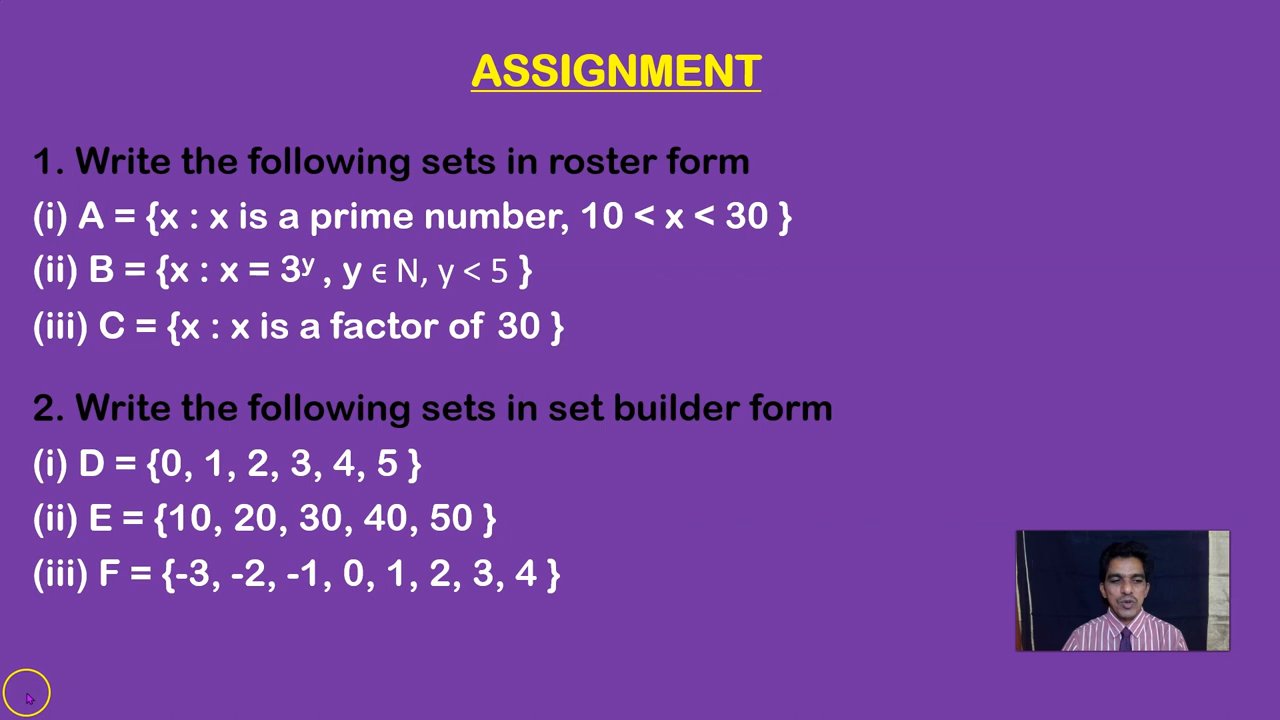 ASSIGNMENT
1. Write the following sets in roster form
(i) A = {x : x is a prime number, 10 < x < 30 }
(ii) B = {x : x = 3ʸ , y ϵ N, y < 5 }
(iii) C = {x : x is a factor of 30 }
2. Write the following sets in set builder form
(i) D = {0, 1, 2, 3, 4, 5 }
(ii) E = {10, 20, 30, 40, 50 }
(iii) F = {-3, -2, -1, 0, 1, 2, 3, 4 }